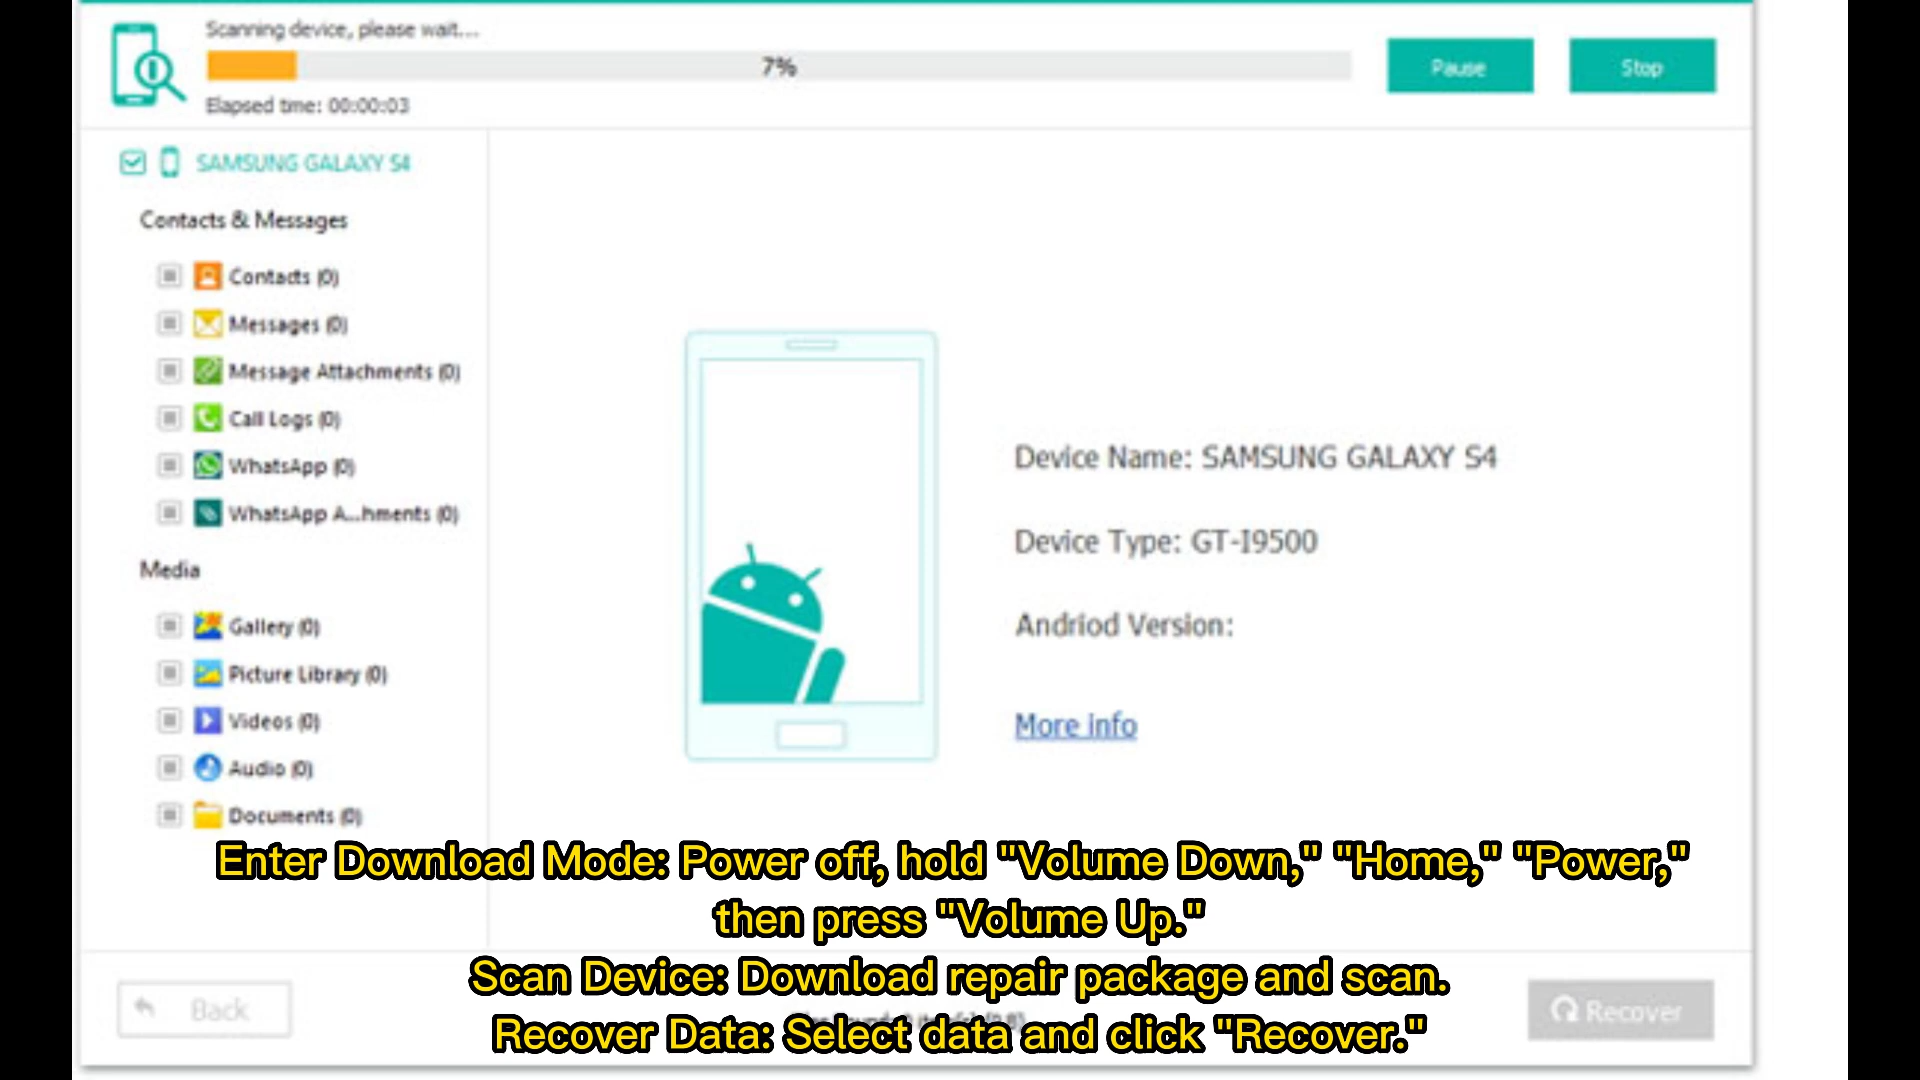 Scanning device, please wait...
7%
Pause
Stop
Elapsed time: 00:00:03
SAMSUNG GALAXY S4
Contacts & Messages
Contacts (0)
Messages (0)
Message Attachments (0)
Call Logs (0)
WhatsApp (0)
WhatsApp A...hments (0)
Media
Gallery (0)
Picture Library (0)
Videos (0)
Audio (0)
Documents (0)
Device Name: SAMSUNG GALAXY S4
Device Type: GT-I9500
Andriod Version:
More info
Enter Download Mode: Power off, hold "Volume Down," "Home," "Power,"
then press "Volume Up."
Scan Device: Download repair package and scan.
Recover Data: Select data and click "Recover."
Back
Recover